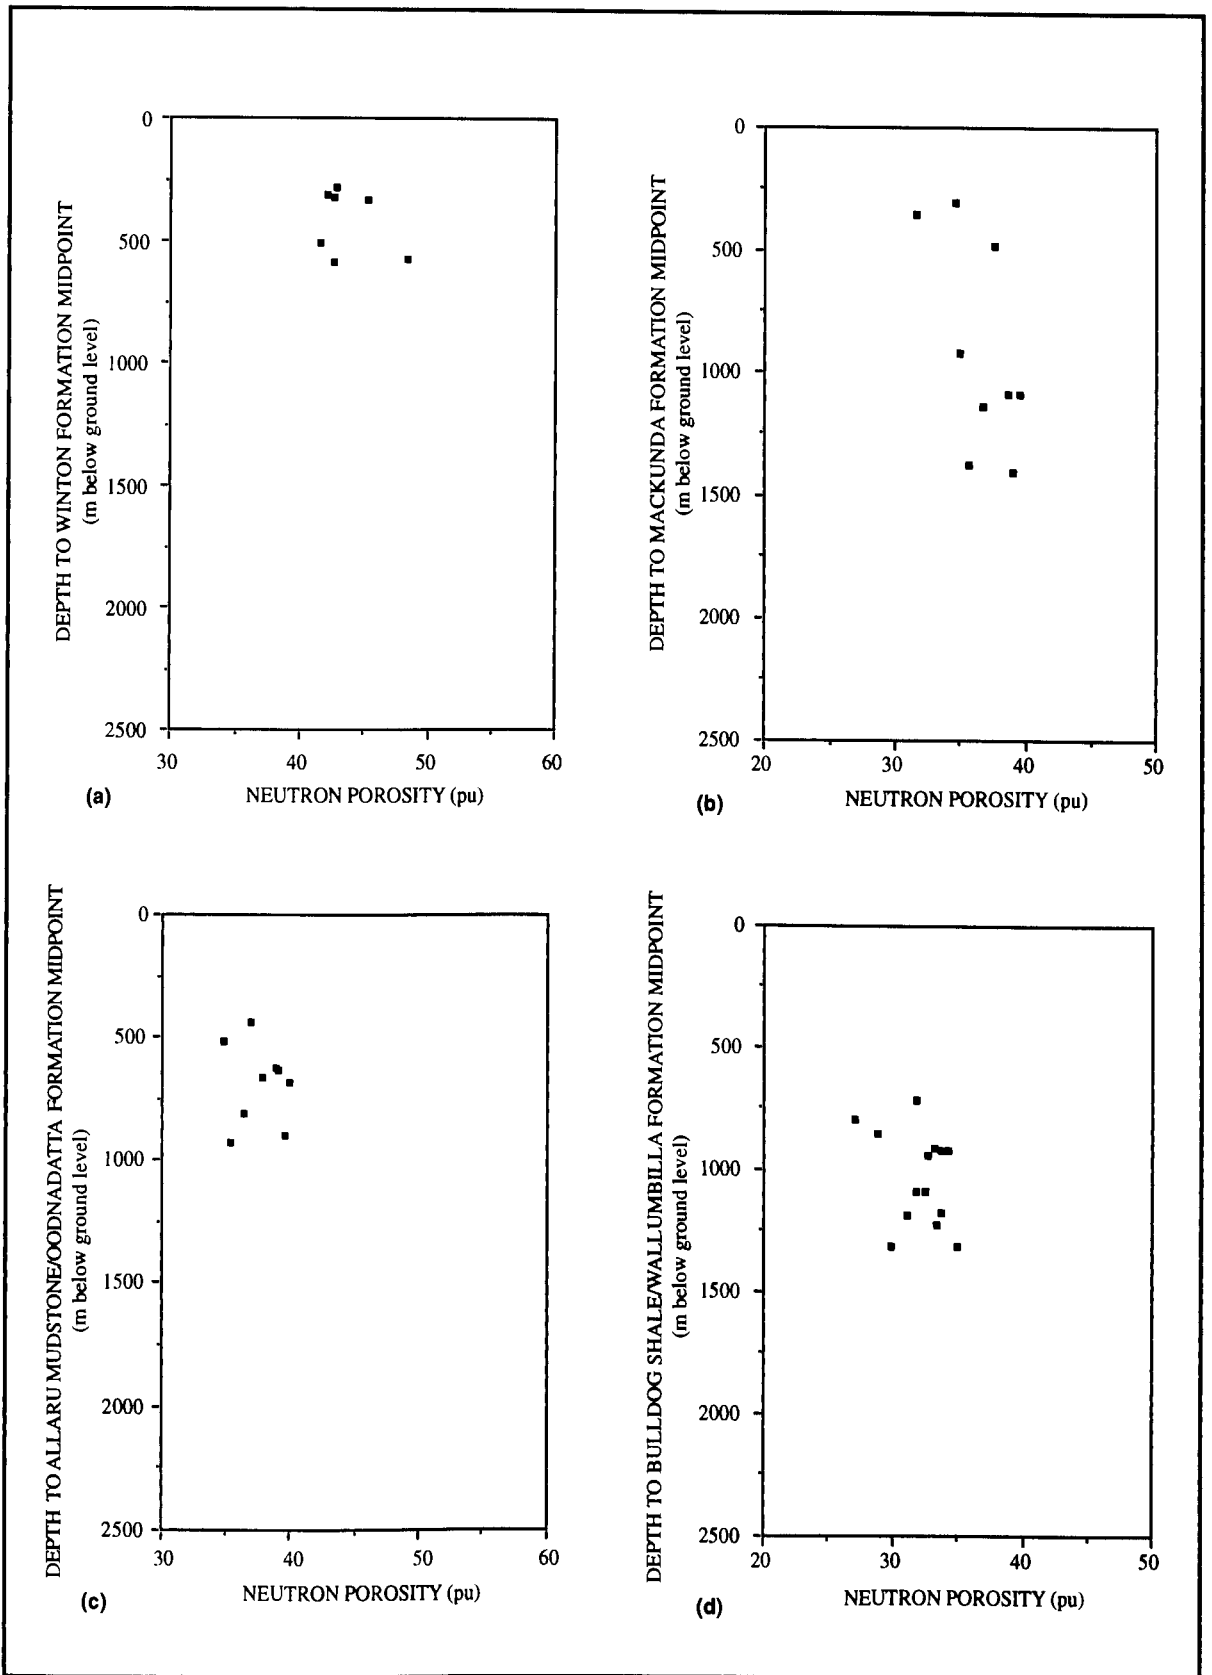 DEPTH TO WINTON FORMATION MIDPOINT
(m below ground level)
0
500
1000
1500
2000
2500
30 40 50 60
(a)
NEUTRON POROSITY (pu)
DEPTH TO MACKUNDA FORMATION MIDPOINT
(m below ground level)
0
500
1000
1500
2000
2500
20 30 40 50
(b)
NEUTRON POROSITY (pu)
DEPTH TO ALLARU MUDSTONE/OODNADATTA FORMATION MIDPOINT
(m below ground level)
0
500
1000
1500
2000
2500
30 40 50 60
(c)
NEUTRON POROSITY (pu)
DEPTH TO BULLDOG SHALE/WALLUMBILLA FORMATION MIDPOINT
(m below ground level)
0
500
1000
1500
2000
2500
20 30 40 50
(d)
NEUTRON POROSITY (pu)